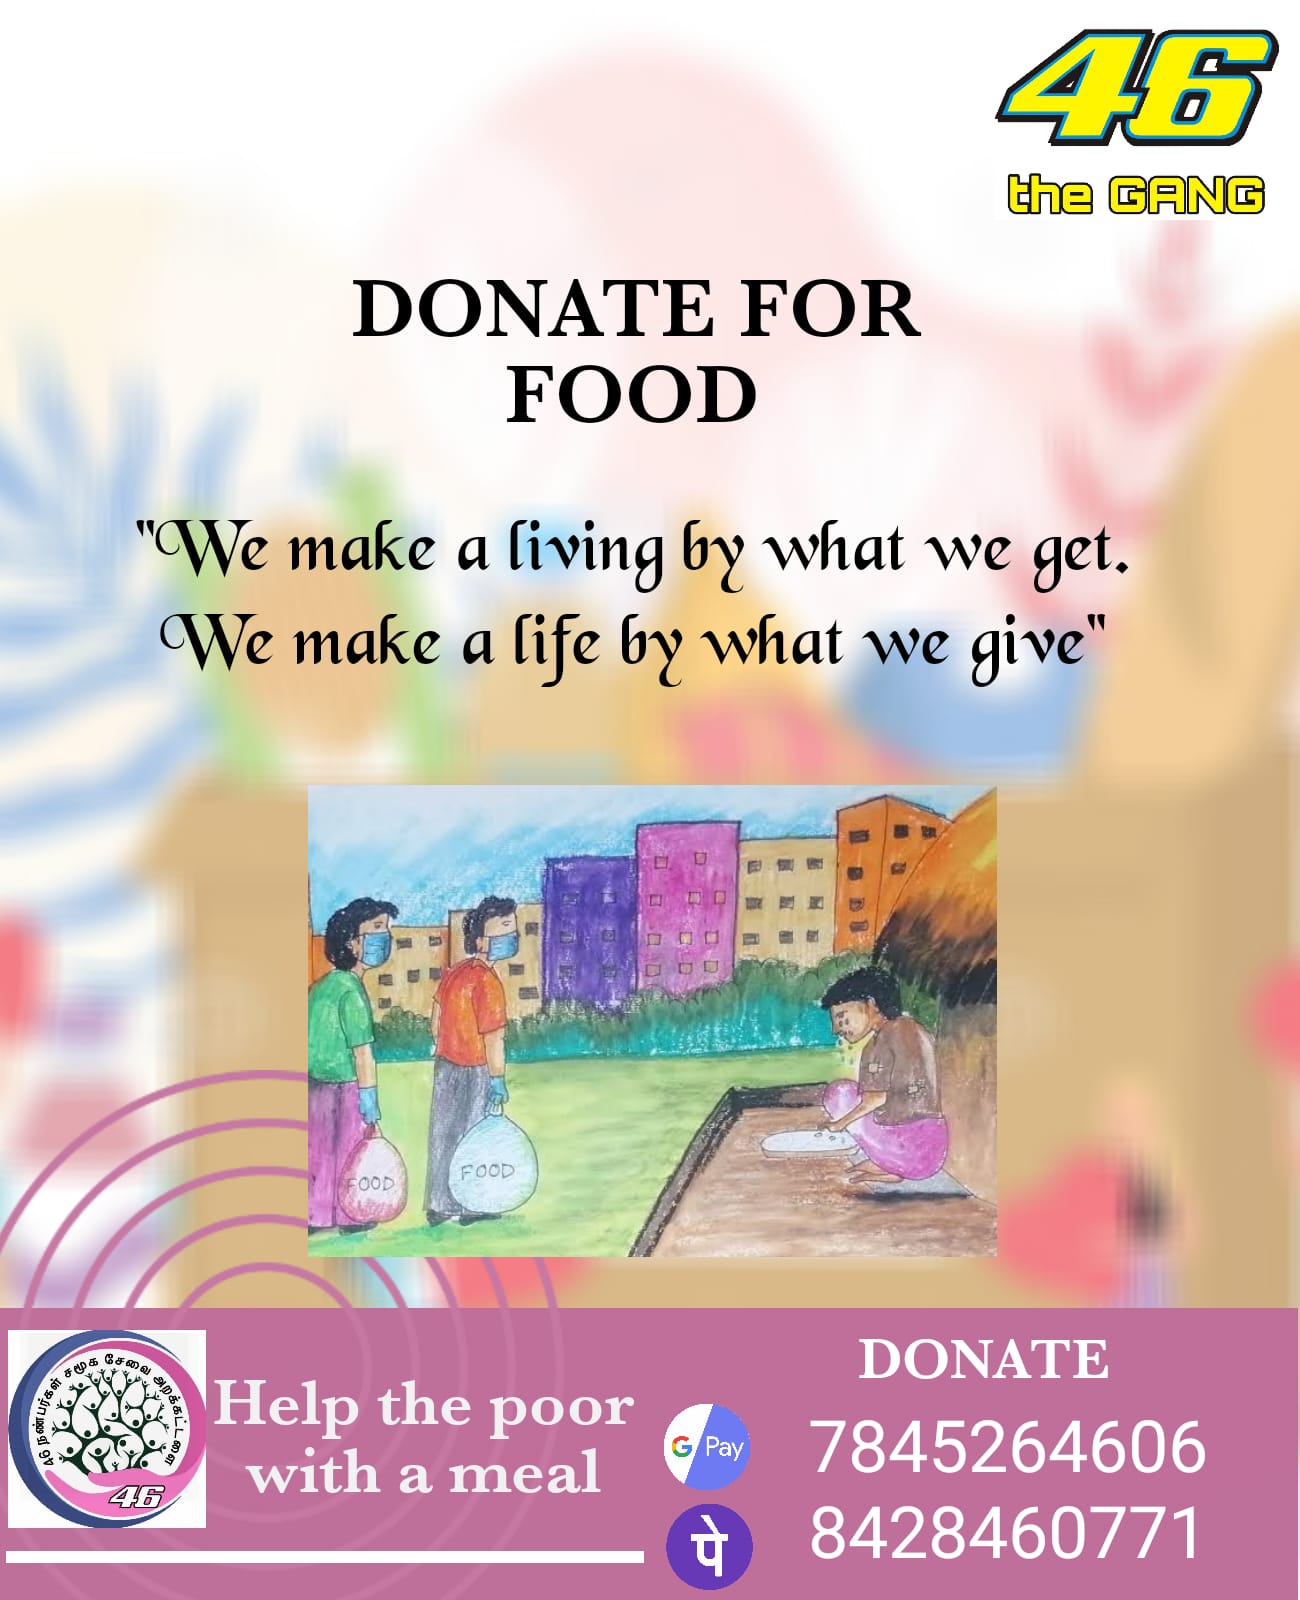 46
the GANG
DONATE FOR
FOOD
"We make a living by what we get.
We make a life by what we give"
FOOD
FOOD
46 நண்பர்கள் சமூக சேவை அறக்கட்டளை
46
Help the poor
with a meal
DONATE
G Pay
7845264606
पे
8428460771